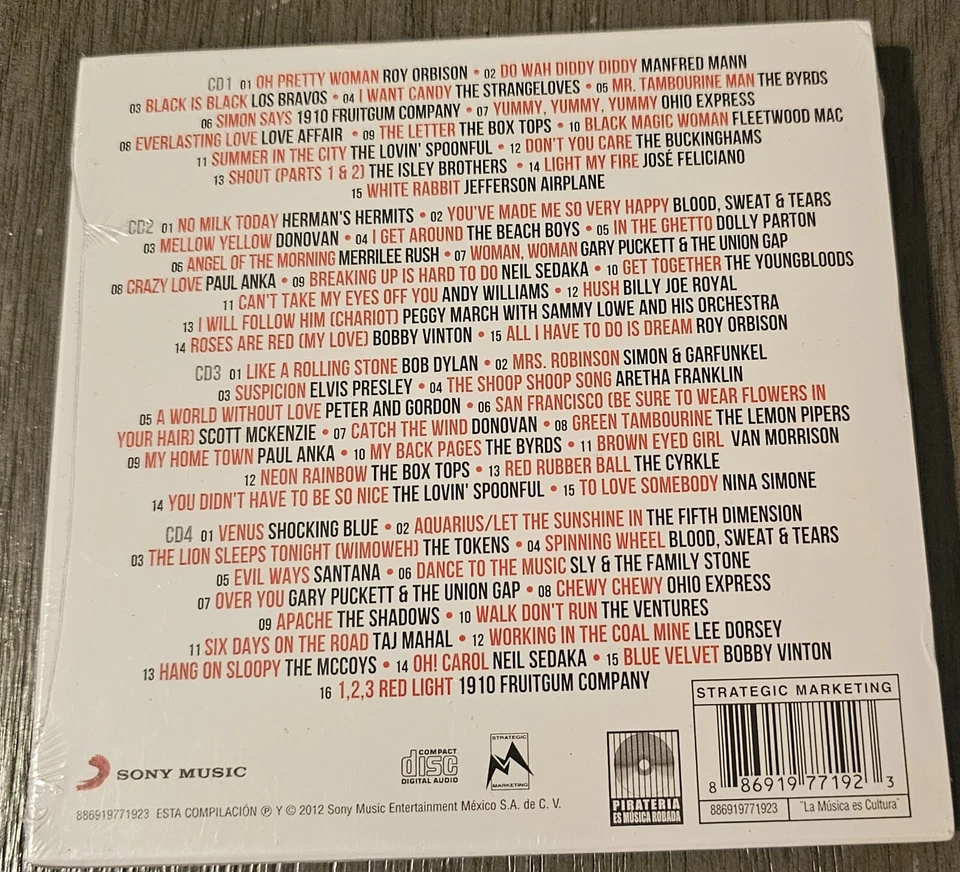 CD1 01 OH PRETTY WOMAN ROY ORBISON • 02 DO WAH DIDDY DIDDY MANFRED MANN
03 BLACK IS BLACK LOS BRAVOS • 04 I WANT CANDY THE STRANGELOVES • 05 MR. TAMBOURINE MAN THE BYRDS
06 SIMON SAYS 1910 FRUITGUM COMPANY • 07 YUMMY, YUMMY, YUMMY OHIO EXPRESS
08 EVERLASTING LOVE LOVE AFFAIR • 09 THE LETTER THE BOX TOPS • 10 BLACK MAGIC WOMAN FLEETWOOD MAC
11 SUMMER IN THE CITY THE LOVIN' SPOONFUL • 12 DON'T YOU CARE THE BUCKINGHAMS
13 SHOUT (PARTS 1 & 2) THE ISLEY BROTHERS • 14 LIGHT MY FIRE JOSÉ FELICIANO
15 WHITE RABBIT JEFFERSON AIRPLANE
CD2 01 NO MILK TODAY HERMAN'S HERMITS • 02 YOU'VE MADE ME SO VERY HAPPY BLOOD, SWEAT & TEARS
03 MELLOW YELLOW DONOVAN • 04 I GET AROUND THE BEACH BOYS • 05 IN THE GHETTO DOLLY PARTON
06 ANGEL OF THE MORNING MERRILEE RUSH • 07 WOMAN, WOMAN GARY PUCKETT & THE UNION GAP
08 CRAZY LOVE PAUL ANKA • 09 BREAKING UP IS HARD TO DO NEIL SEDAKA • 10 GET TOGETHER THE YOUNGBLOODS
11 CAN'T TAKE MY EYES OFF YOU ANDY WILLIAMS • 12 HUSH BILLY JOE ROYAL
13 I WILL FOLLOW HIM (CHARIOT) PEGGY MARCH WITH SAMMY LOWE AND HIS ORCHESTRA
14 ROSES ARE RED (MY LOVE) BOBBY VINTON • 15 ALL I HAVE TO DO IS DREAM ROY ORBISON
CD3 01 LIKE A ROLLING STONE BOB DYLAN • 02 MRS. ROBINSON SIMON & GARFUNKEL
03 SUSPICION ELVIS PRESLEY • 04 THE SHOOP SHOOP SONG ARETHA FRANKLIN
05 A WORLD WITHOUT LOVE PETER AND GORDON • 06 SAN FRANCISCO (BE SURE TO WEAR FLOWERS IN
YOUR HAIR) SCOTT MCKENZIE • 07 CATCH THE WIND DONOVAN • 08 GREEN TAMBOURINE THE LEMON PIPERS
09 MY HOME TOWN PAUL ANKA • 10 MY BACK PAGES THE BYRDS • 11 BROWN EYED GIRL VAN MORRISON
12 NEON RAINBOW THE BOX TOPS • 13 RED RUBBER BALL THE CYRKLE
14 YOU DIDN'T HAVE TO BE SO NICE THE LOVIN' SPOONFUL • 15 TO LOVE SOMEBODY NINA SIMONE
CD4 01 VENUS SHOCKING BLUE • 02 AQUARIUS/LET THE SUNSHINE IN THE FIFTH DIMENSION
03 THE LION SLEEPS TONIGHT (WIMOWEH) THE TOKENS • 04 SPINNING WHEEL BLOOD, SWEAT & TEARS
05 EVIL WAYS SANTANA • 06 DANCE TO THE MUSIC SLY & THE FAMILY STONE
07 OVER YOU GARY PUCKETT & THE UNION GAP • 08 CHEWY CHEWY OHIO EXPRESS
09 APACHE THE SHADOWS • 10 WALK DON'T RUN THE VENTURES
11 SIX DAYS ON THE ROAD TAJ MAHAL • 12 WORKING IN THE COAL MINE LEE DORSEY
13 HANG ON SLOOPY THE MCCOYS • 14 OH! CAROL NEIL SEDAKA • 15 BLUE VELVET BOBBY VINTON
16 1,2,3 RED LIGHT 1910 FRUITGUM COMPANY
STRATEGIC MARKETING
SONY MUSIC
COMPACT
disc
DIGITAL AUDIO
STRATEGIC
MARKETING
PIRATERIA
ES MUSICA ROBADA
8 86919 77192 3
886919771923 "La Música es Cultura"
886919771923 ESTA COMPILACIÓN ℗ Y © 2012 Sony Music Entertainment México S.A. de C. V.